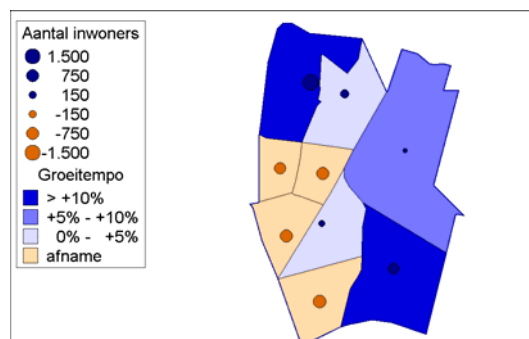 Aantal inwoners
1.500
750
150
-150
-750
-1.500
Groeitempo
> +10%
+5% - +10%
0% - +5%
afname